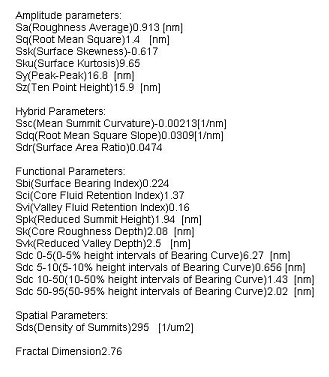 Amplitude parameters:
Sa(Roughness Average)0.913 [nm]
Sq(Root Mean Square)1.4 [nm]
Ssk(Surface Skewness)-0.617
Sku(Surface Kurtosis)9.65
Sy(Peak-Peak)16.8 [nm]
Sz(Ten Point Height)15.9 [nm]
Hybrid Parameters:
Ssc(Mean Summit Curvature)-0.00213[1/nm]
Sdq(Root Mean Square Slope)0.0309[1/nm]
Sdr(Surface Area Ratio)0.0474
Functional Parameters:
Sbi(Surface Bearing Index)0.224
Sci(Core Fluid Retention Index)1.37
Svi(Valley Fluid Retention Index)0.16
Spk(Reduced Summit Height)1.94 [nm]
Sk(Core Roughness Depth)2.08 [nm]
Svk(Reduced Valley Depth)2.5 [nm]
Sdc 0-5(0-5% height intervals of Bearing Curve)6.27 [nm]
Sdc 5-10(5-10% height intervals of Bearing Curve)0.656 [nm]
Sdc 10-50(10-50% height intervals of Bearing Curve)1.43 [nm]
Sdc 50-95(50-95% height intervals of Bearing Curve)2.02 [nm]
Spatial Parameters:
Sds(Density of Summits)295 [1/um2]
Fractal Dimension2.76